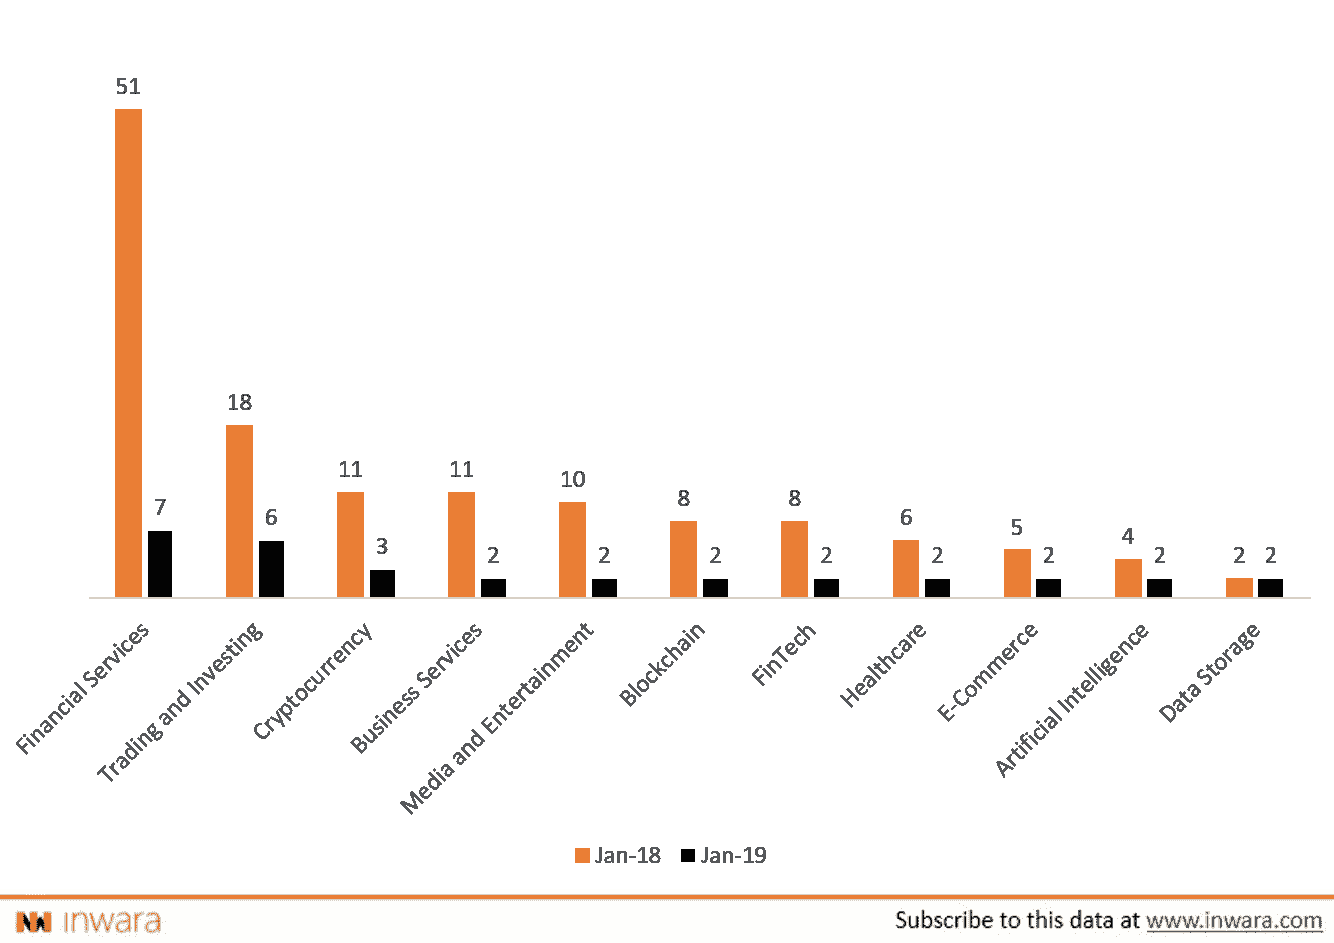 51
7
18
6
11
3
11
2
10
2
8
2
8
2
6
2
5
2
4
2
2
2
Financial Services
Trading and Investing
Cryptocurrency
Business Services
Media and Entertainment
Blockchain
FinTech
Healthcare
E-Commerce
Artificial Intelligence
Data Storage
Jan-18 Jan-19
inwara
Subscribe to this data at www.inwara.com